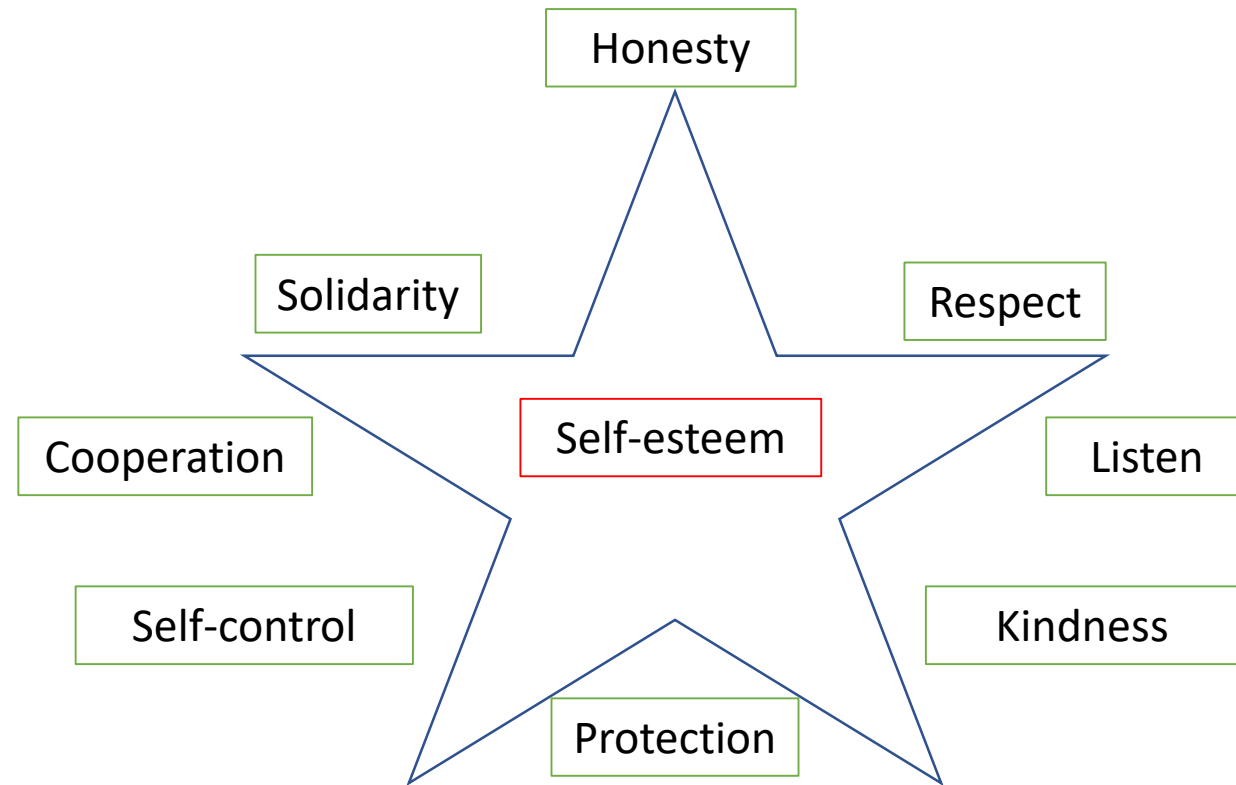 Honesty
Solidarity
Respect
Self-esteem
Cooperation
Listen
Self-control
Kindness
Protection